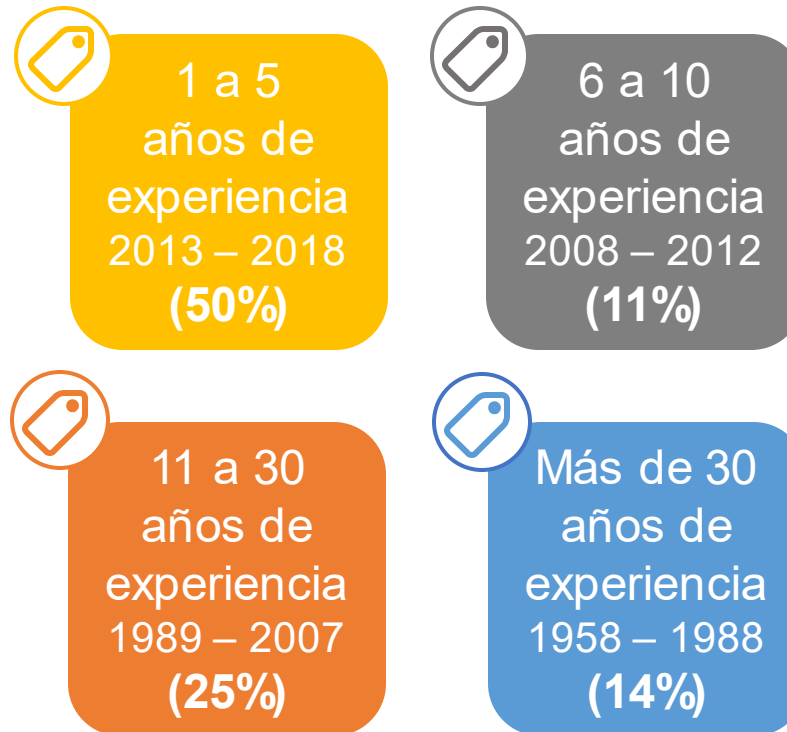 1 a 5
años de
experiencia
2013 – 2018
(50%)
6 a 10
años de
experiencia
2008 – 2012
(11%)
11 a 30
años de
experiencia
1989 – 2007
(25%)
Más de 30
años de
experiencia
1958 – 1988
(14%)